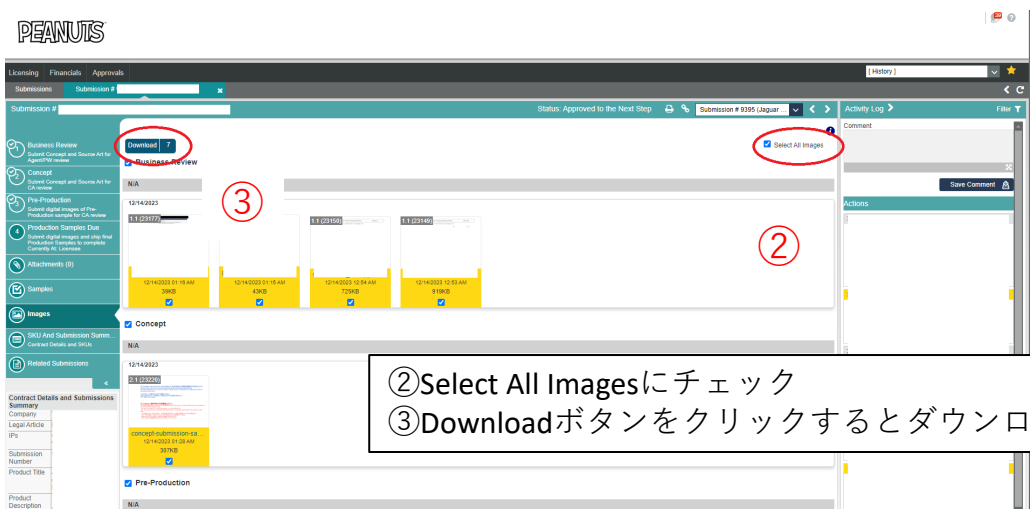 PEANUTS
Licensing Financials Approvals
[ History ]
Submissions Submission #
Submission #
Status: Approved to the Next Step
Submission # 9395 (Jaguar ...
Activity Log
Filter
Business Review
Submit Concept and Source Art for
Agent/PW review
Concept
Submit Concept and Source Art for
CA review
Pre-Production
Submit digital images of Pre-
Production sample for CA review
4
Production Samples Due
Submit digital images and ship final
Production Samples to complete
Currently At: Licensee
Attachments (0)
Samples
Images
SKU And Submission Summ...
Contract Details and SKUs
Related Submissions
Contract Details and Submissions
Summary
Company
Legal Article
IPs
Submission
Number
Product Title
Product
Description
Download 7
Select All Images
Business Review
N/A
12/14/2023
1.1 (23177)
1.1 (23150)
1.1 (23149)
12/14/2023 01:16 AM
39KB
12/14/2023 01:15 AM
43KB
12/14/2023 12:54 AM
725KB
12/14/2023 12:53 AM
919KB
③
②
Concept
N/A
12/14/2023
2.1 (23220)
concept-submission-sa...
12/14/2023 01:28 AM
307KB
Pre-Production
N/A
Comment
Save Comment
Actions
②Select All Imagesにチェック
③Downloadボタンをクリックするとダウンロ